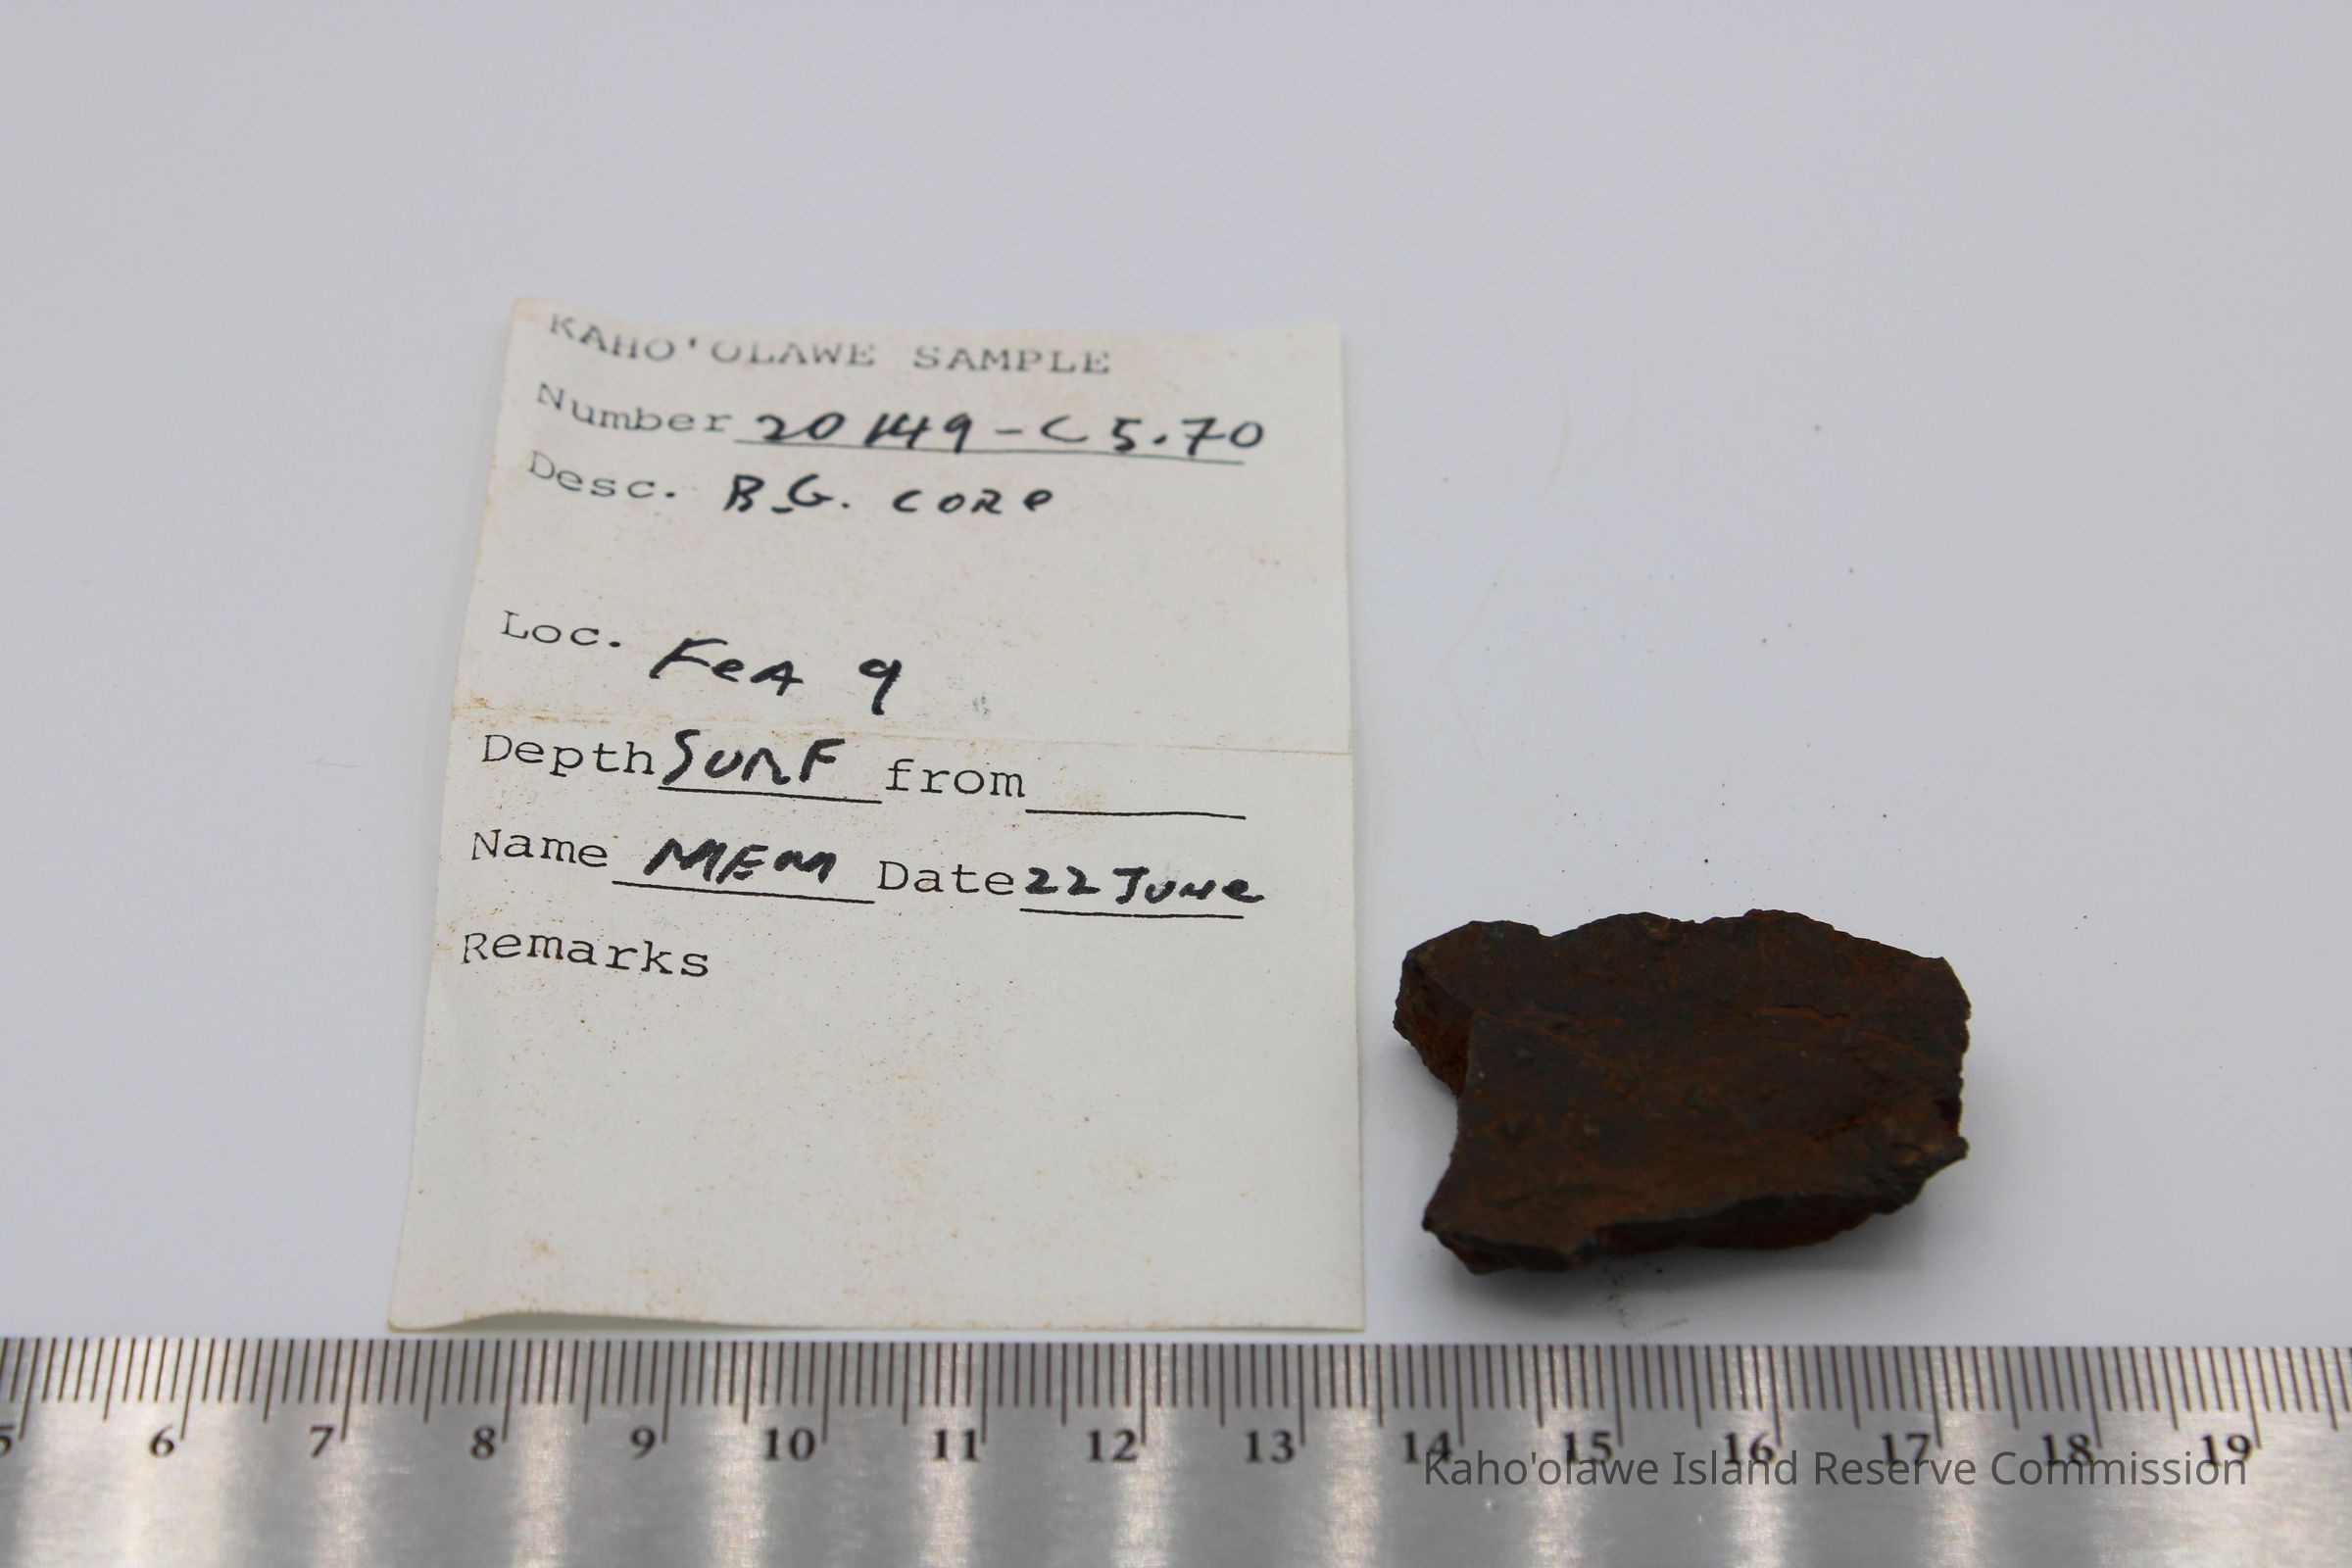 KAHO'OLAWE SAMPLE
Number 20149-C5.70
Desc. B.G. CORE
Loc. FeA 9
Depth SURF from
Name MEM Date 22 June
Remarks
5 6 7 8 9 10 11 12 13 14 15 16 17 18 19
Kaho'olawe Island Reserve Commission